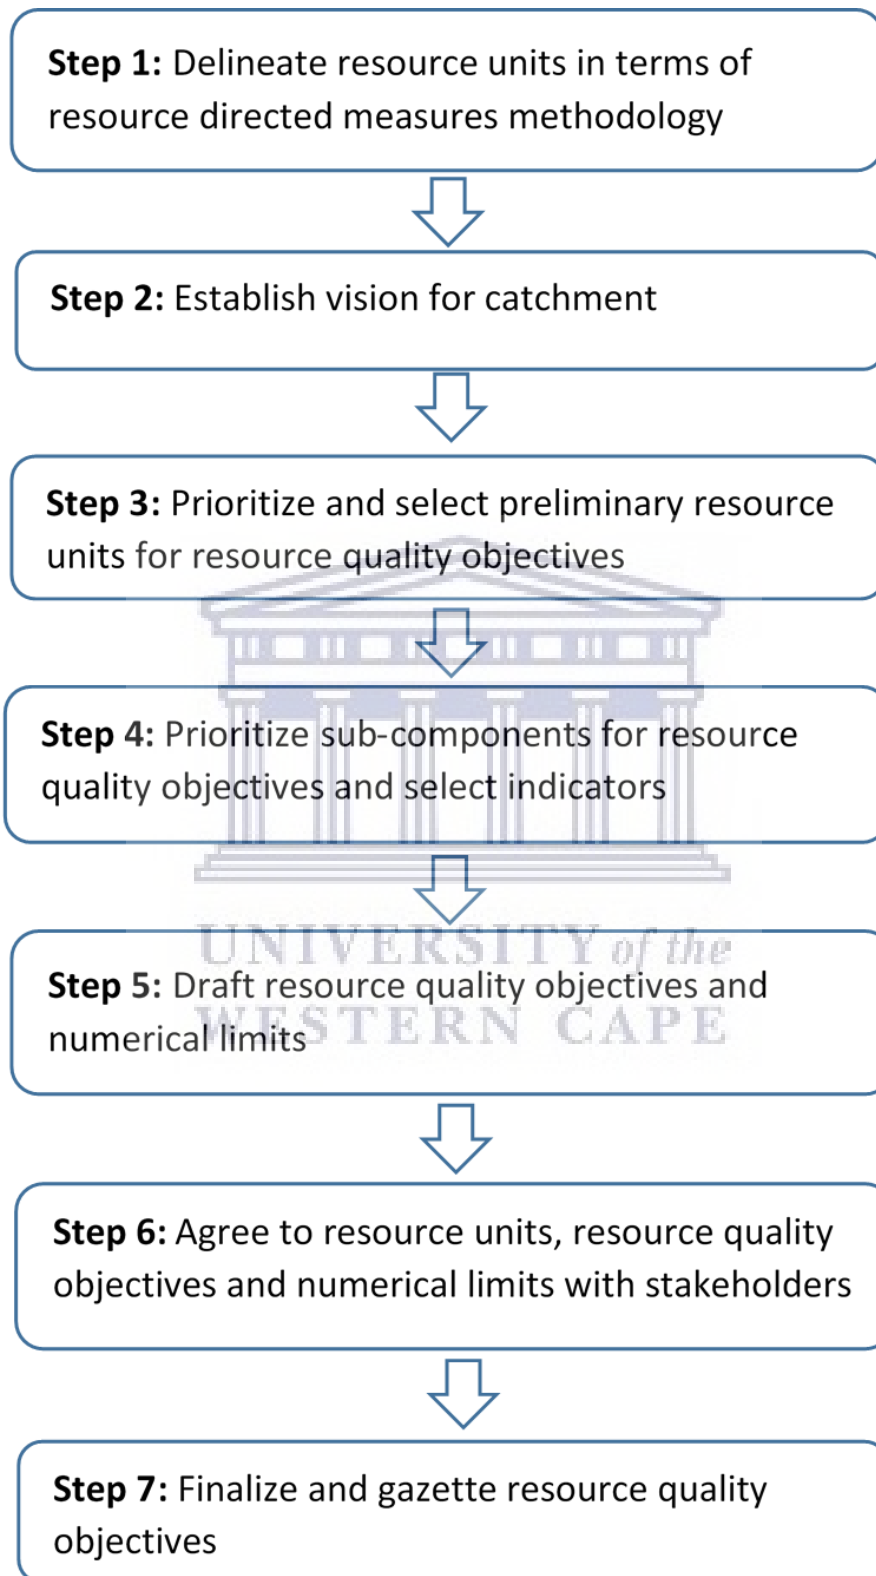 Step 1: Delineate resource units in terms of
resource directed measures methodology
Step 2: Establish vision for catchment
Step 3: Prioritize and select preliminary resource
units for resource quality objectives
Step 4: Prioritize sub-components for resource
quality objectives and select indicators
UNIVERSITY of the
Step 5: Draft resource quality objectives and
numerical limits
WESTERN CAPE
Step 6: Agree to resource units, resource quality
objectives and numerical limits with stakeholders
Step 7: Finalize and gazette resource quality
objectives